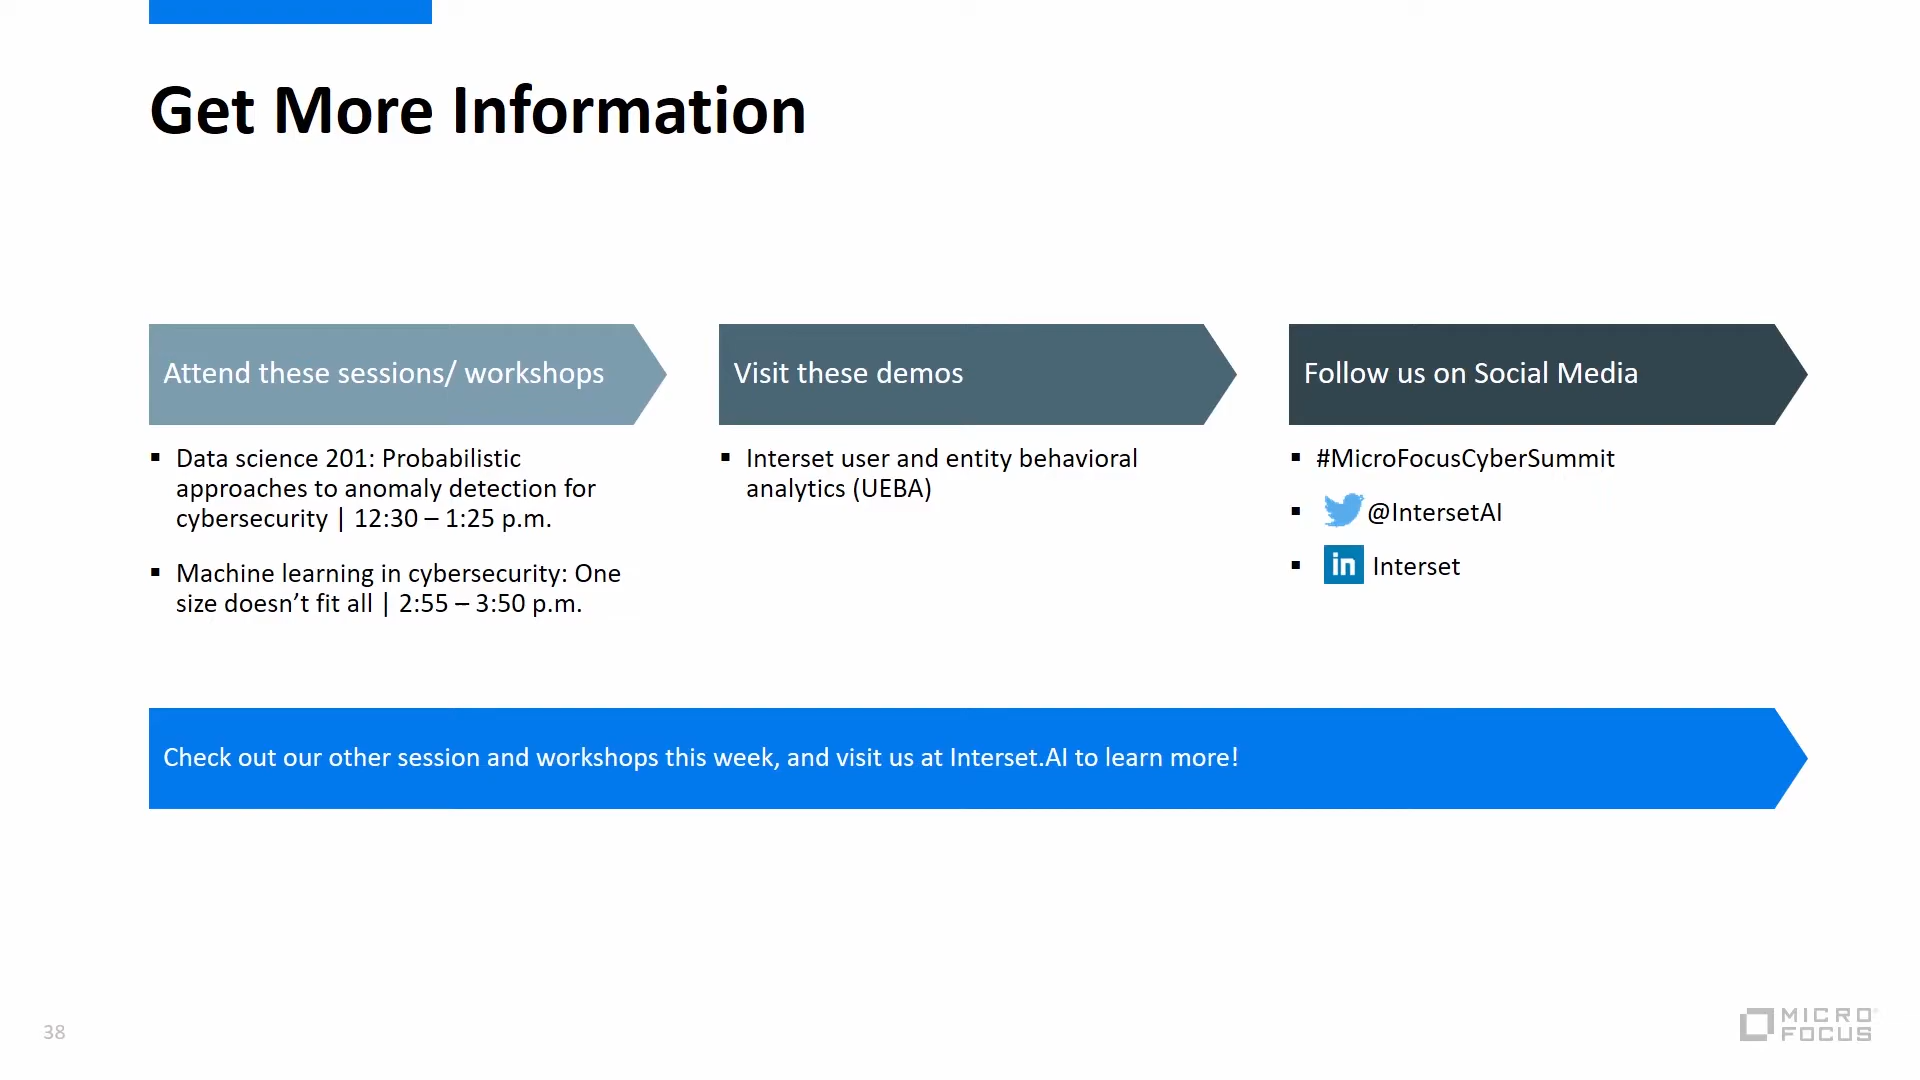 Get More Information
Attend these sessions/ workshops
▪ Data science 201: Probabilistic
approaches to anomaly detection for
cybersecurity | 12:30 – 1:25 p.m.
▪ Machine learning in cybersecurity: One
size doesn’t fit all | 2:55 – 3:50 p.m.
Visit these demos
▪ Interset user and entity behavioral
analytics (UEBA)
Follow us on Social Media
▪ #MicroFocusCyberSummit
▪ @IntersetAI
▪ in Interset
Check out our other session and workshops this week, and visit us at Interset.AI to learn more!
38
MICRO
FOCUS